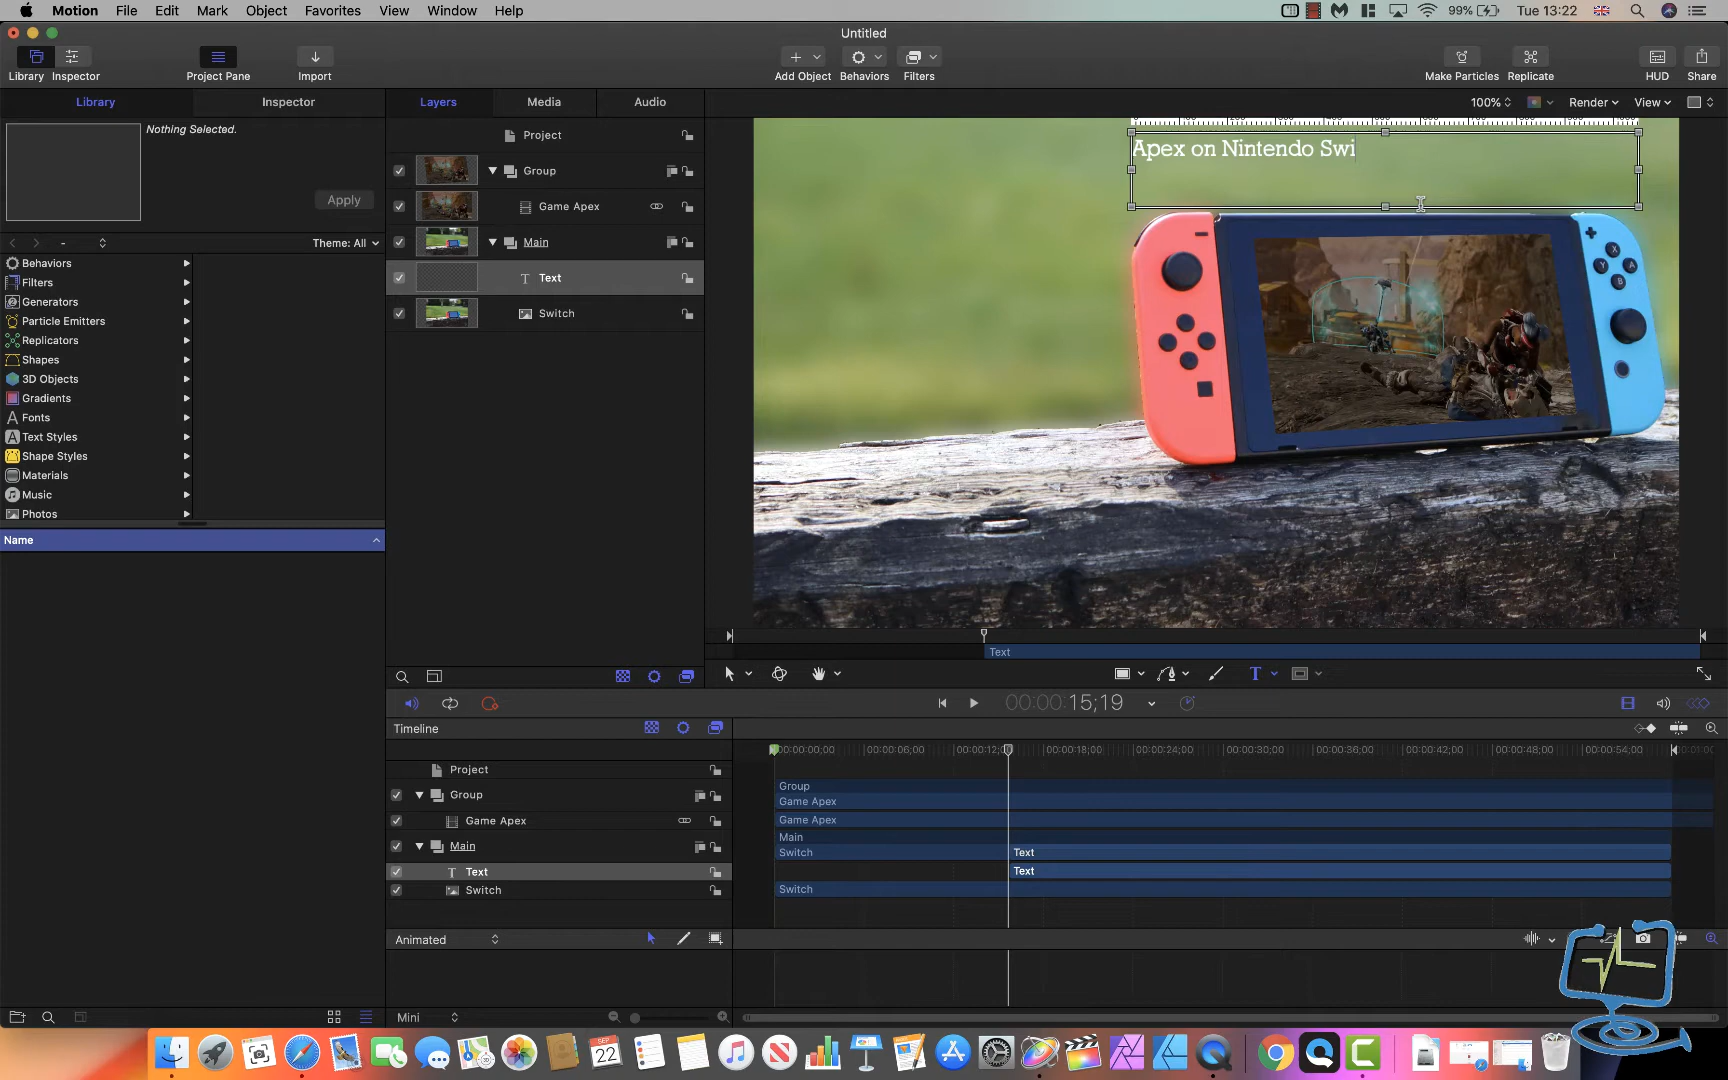 Motion File Edit Mark Object Favorites View Window Help 99% Tue 13:22
Untitled
Library Inspector Project Pane Import Add Object Behaviors Filters Make Particles Replicate HUD Share
Library Inspector Layers Media Audio 100% Render View
Nothing Selected.
Apply
Theme: All
Behaviors
Filters
Generators
Particle Emitters
Replicators
Shapes
3D Objects
Gradients
Fonts
Text Styles
Shape Styles
Materials
Music
Photos
Name
Project
Group
Game Apex
Main
Text
Switch
Apex on Nintendo Swi
Text
00:00:00:15;19
Timeline
00:00:00;00 00:00:06;00 00:00:12;00 00:00:18;00 00:00:24;00 00:00:30;00 00:00:36;00 00:00:42;00 00:00:48;00 00:00:54;00
Project
Group Group
Game Apex
Game Apex Game Apex
Main Main
Switch Text
Text Text
Switch Switch
Animated
Mini
SEP
22